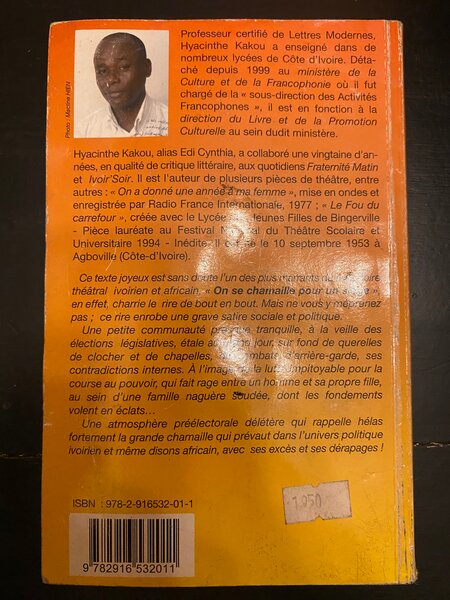 Professeur certifié de Lettres Modernes,
Hyacinthe Kakou a enseigné dans de
nombreux lycées de Côte d'Ivoire. Déta-
ché depuis 1999 au ministère de la
Culture et de la Francophonie où il fut
chargé de la « sous-direction des Activités
Francophones », il est en fonction à la
direction du Livre et de la Promotion
Culturelle au sein dudit ministère.
Photo : Martine HIEN
Hyacinthe Kakou, alias Edi Cynthia, a collaboré une vingtaine d'an-
nées, en qualité de critique littéraire, aux quotidiens Fraternité Matin
et Ivoir'Soir. Il est l'auteur de plusieurs pièces de théâtre, entre
autres : « On a donné une année à ma femme », mise en ondes et
enregistrée par Radio France Internationale, 1977 ; « Le Fou du
carrefour », créée avec le Lycée Jeunes Filles de Bingerville
- Pièce lauréate au Festival du Théâtre Scolaire et
Universitaire 1994 - Inédite. Il le 10 septembre 1953 à
Agboville (Côte-d'Ivoire).
Ce texte joyeux est sans doute l'un des plus marrants du
théâtral ivoirien et africain. « On se chamaille pour un »,
en effet, charrie le rire de bout en bout. Mais ne vous y méprenez
pas ; ce rire enrobe une grave satire sociale et politique.
Une petite communauté presque tranquille, à la veille des
élections législatives, étale au jour, sur fond de querelles
de clocher et de chapelles, d'arrière-garde, ses
contradictions internes. À l'image de la lutte impitoyable pour la
course au pouvoir, qui fait rage entre un homme et sa propre fille,
au sein d'une famille naguère soudée, dont les fondements
volent en éclats…
Une atmosphère préélectorale délétère qui rappelle hélas
fortement la grande chamaille qui prévaut dans l'univers politique
ivoirien et même disons africain, avec ses excès et ses dérapages !
ISBN : 978-2-916532-01-1
1.950
9 782916 532011